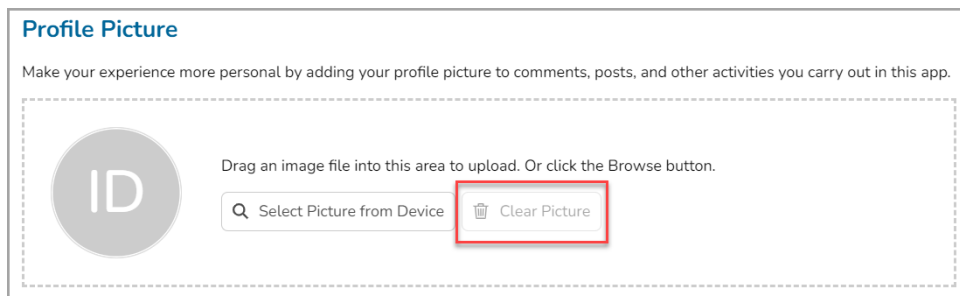 Profile Picture
Make your experience more personal by adding your profile picture to comments, posts, and other activities you carry out in this app.
ID
Drag an image file into this area to upload. Or click the Browse button.
Select Picture from Device Clear Picture